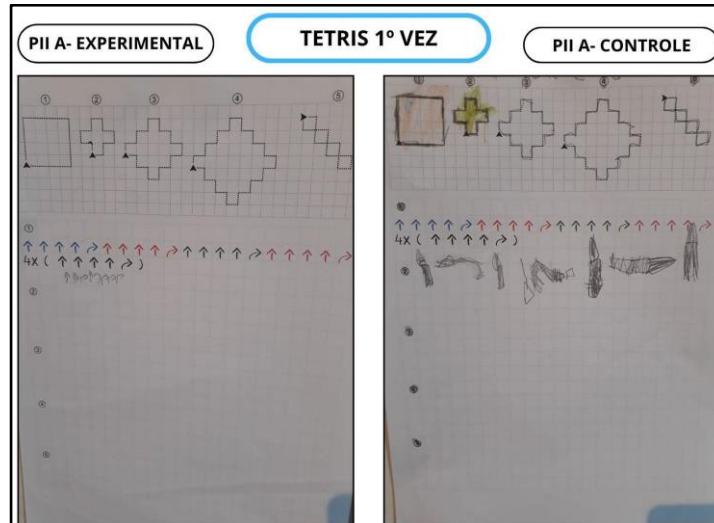 PII A- EXPERIMENTAL
TETRIS 1º VEZ
PII A- CONTROLE
① ② ③ ④ ⑤
①
↑ ↑ ↑ ↑ ↷ ↑ ↑ ↑ ↑ ↷ ↑ ↑ ↑ ↑ ↷ ↑ ↑ ↑ ↑ ↷
4X ( ↑ ↑ ↑ ↑ ↷ )
②
③
④
⑤
② ③ ④
↑ ↑ ↑ ↑ ↷ ↑ ↑ ↑ ↑ ↷ ↑ ↑ ↑ ↑ ↷ ↑ ↑ ↑ ↑ ↷
4X ( ↑ ↑ ↑ ↑ ↷ )